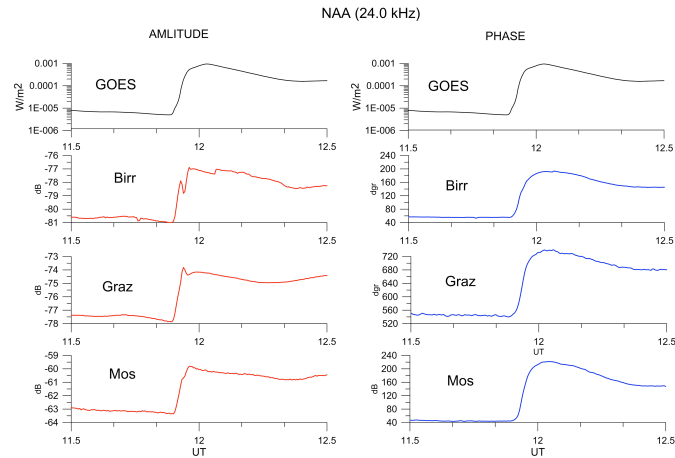 NAA (24.0 kHz)
AMLITUDE
PHASE
0.001
0.0001
1E-005
1E-006
W/m2
GOES
11.5 12 12.5
0.001
0.0001
1E-005
1E-006
W/m2
GOES
11.5 12 12.5
-76
-77
-78
-79
-80
-81
dB
Birr
11.5 12 12.5
240
200
160
120
80
40
dgr
Birr
11.5 12 12.5
-73
-74
-75
-76
-77
-78
dB
Graz
11.5 12 12.5
720
680
600
560
520
dgr
Graz
11.5 12 12.5
UT
-59
-60
-61
-62
-63
-64
dB
Mos
11.5 12 12.5
UT
240
200
160
120
80
40
dB
Mos
11.5 12 12.5
UT